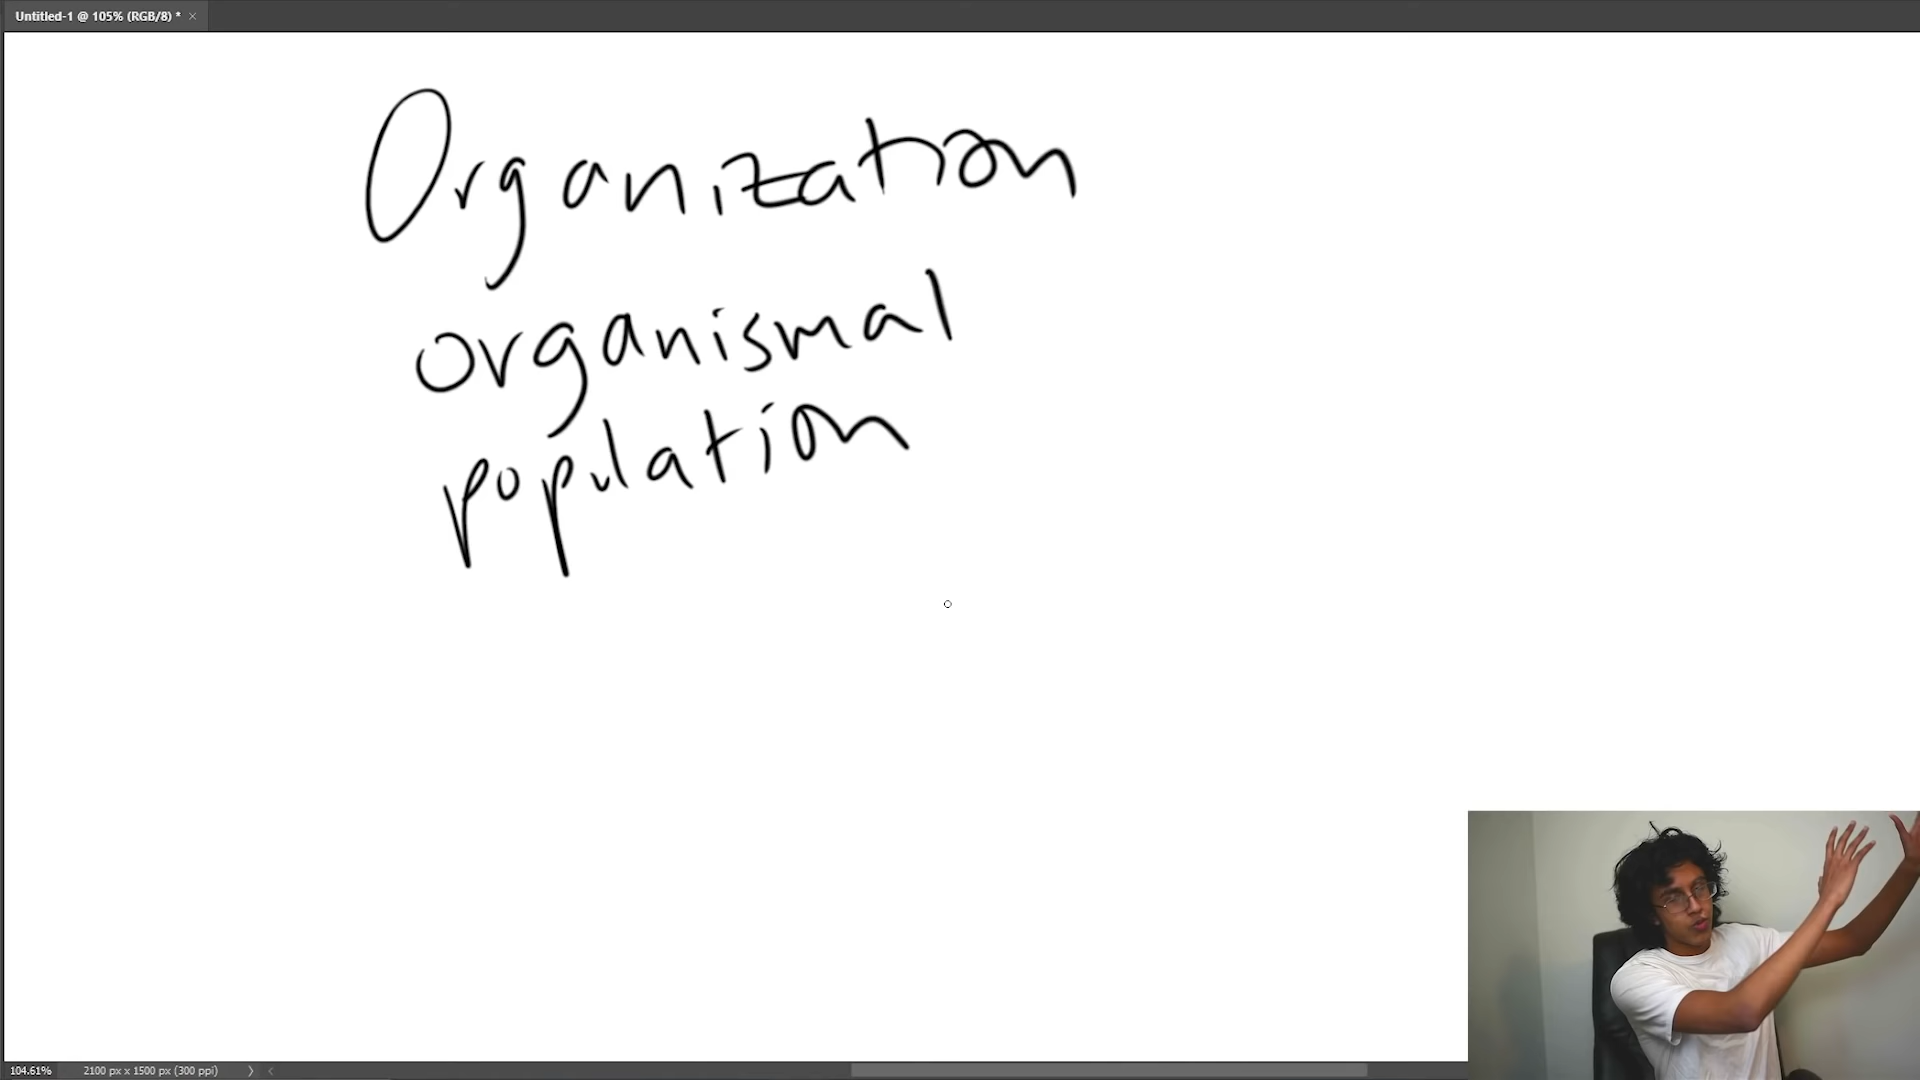 Untitled-1 @ 105% (RGB/8) * ×
Organization
organismal
population
104.61% 2100 px x 1500 px (300 ppi)